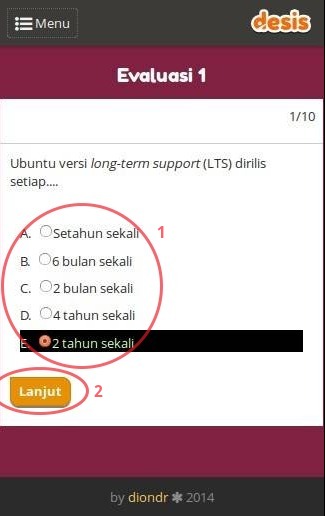 Menu
desis
Evaluasi 1
1/10
Ubuntu versi long-term support (LTS) dirilis
setiap....
A. Setahun sekali 1
B. 6 bulan sekali
C. 2 bulan sekali
D. 4 tahun sekali
E. 2 tahun sekali
Lanjut 2
by diondr ✱ 2014